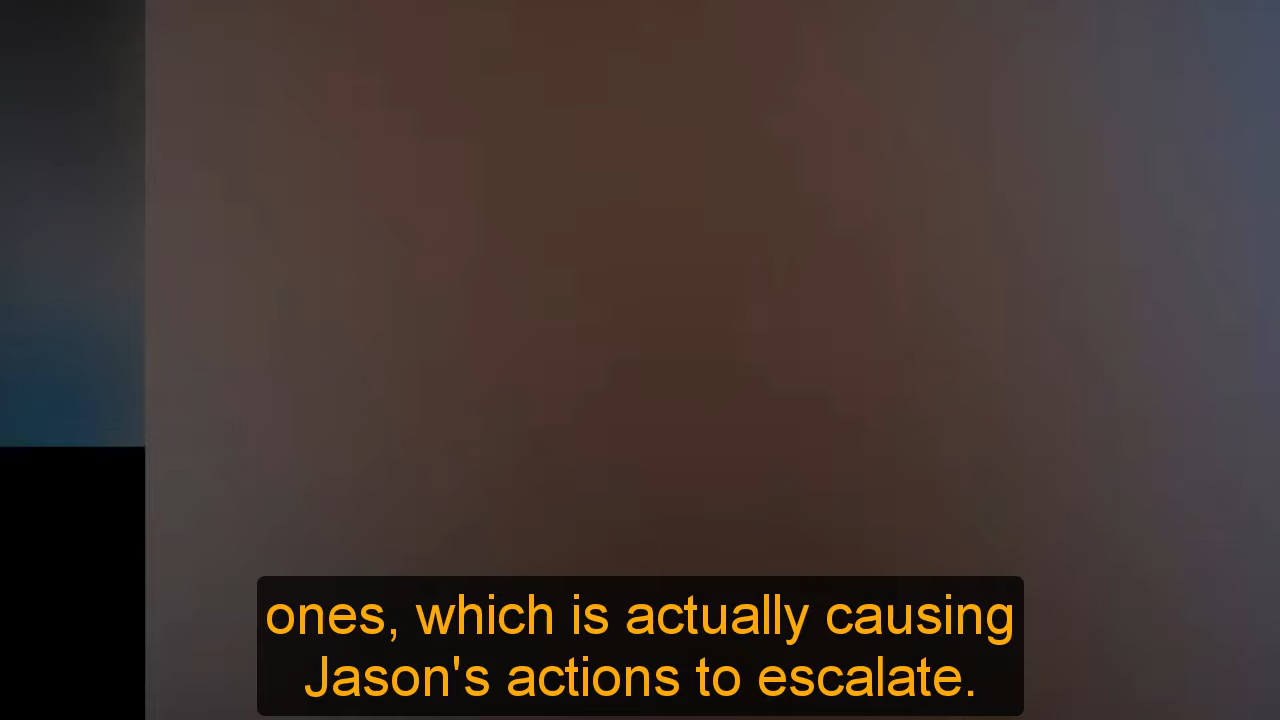 ones, which is actually causing
Jason's actions to escalate.